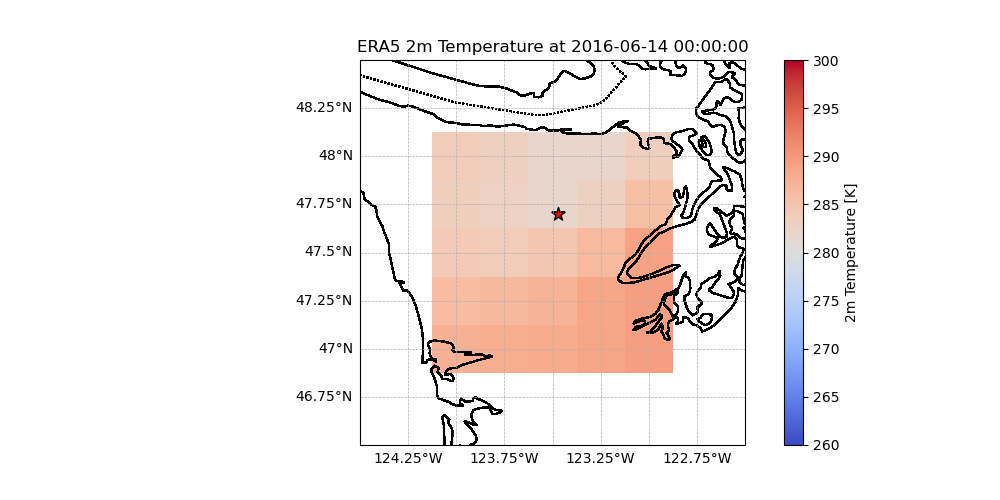 ERA5 2m Temperature at 2016-06-14 00:00:00
48.25°N
48°N
47.75°N
47.5°N
47.25°N
47°N
46.75°N
124.25°W 123.75°W 123.25°W 122.75°W
300
295
290
285
280
275
270
265
260
2m Temperature [K]